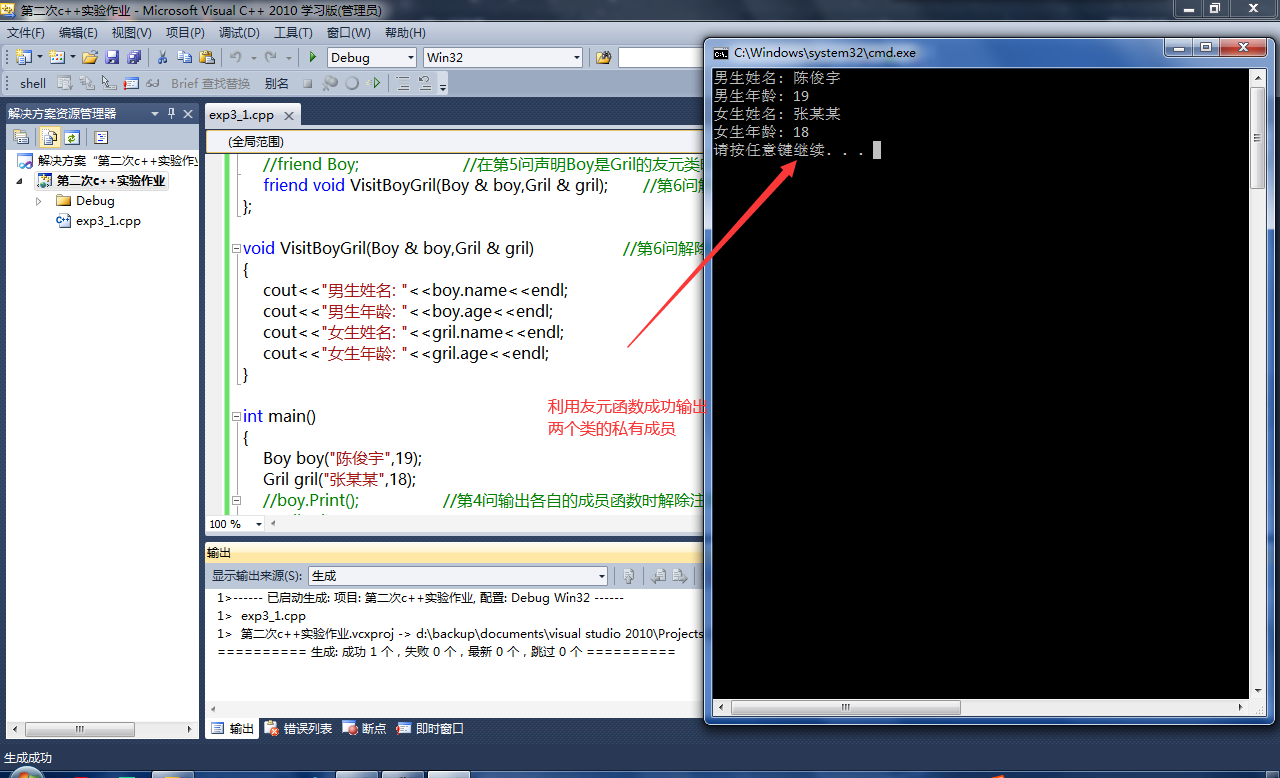 第二次c++实验作业 - Microsoft Visual C++ 2010 学习版(管理员)
文件(F) 编辑(E) 视图(V) 项目(P) 调试(D) 工具(T) 窗口(W) 帮助(H)
Debug Win32
shell Brief 查找替换 别名
解决方案资源管理器
解决方案“第二次c++实验作业
第二次c++实验作业
Debug
exp3_1.cpp
exp3_1.cpp
(全局范围)
//friend Boy; //在第5问声明Boy是Gril的友元类
friend void VisitBoyGril(Boy & boy,Gril & gril); //第6问
};
void VisitBoyGril(Boy & boy,Gril & gril) //第6问解除
{
cout<<"男生姓名: "<<boy.name<<endl;
cout<<"男生年龄: "<<boy.age<<endl;
cout<<"女生姓名: "<<gril.name<<endl;
cout<<"女生年龄: "<<gril.age<<endl;
}
int main()
{
Boy boy("陈俊宇",19);
Gril gril("张某某",18);
//boy.Print(); //第4问输出各自的成员函数时解除注
100 %
利用友元函数成功输出
两个类的私有成员
输出
显示输出来源(S): 生成
1>------ 已启动生成: 项目: 第二次c++实验作业, 配置: Debug Win32 ------
1> exp3_1.cpp
1> 第二次c++实验作业.vcxproj -> d:\backup\documents\visual studio 2010\Projects
========== 生成: 成功 1 个，失败 0 个，最新 0 个，跳过 0 个 ==========
输出 错误列表 断点 即时窗口
生成成功
C:\Windows\system32\cmd.exe
男生姓名: 陈俊宇
男生年龄: 19
女生姓名: 张某某
女生年龄: 18
请按任意键继续. . .